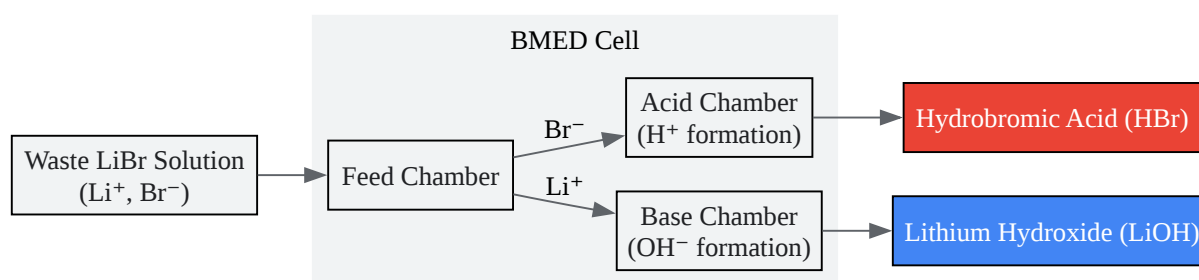 BMED Cell
Waste LiBr Solution
(Li⁺, Br⁻)
Feed Chamber
Br⁻
Li⁺
Acid Chamber
(H⁺ formation)
Base Chamber
(OH⁻ formation)
Hydrobromic Acid (HBr)
Lithium Hydroxide (LiOH)